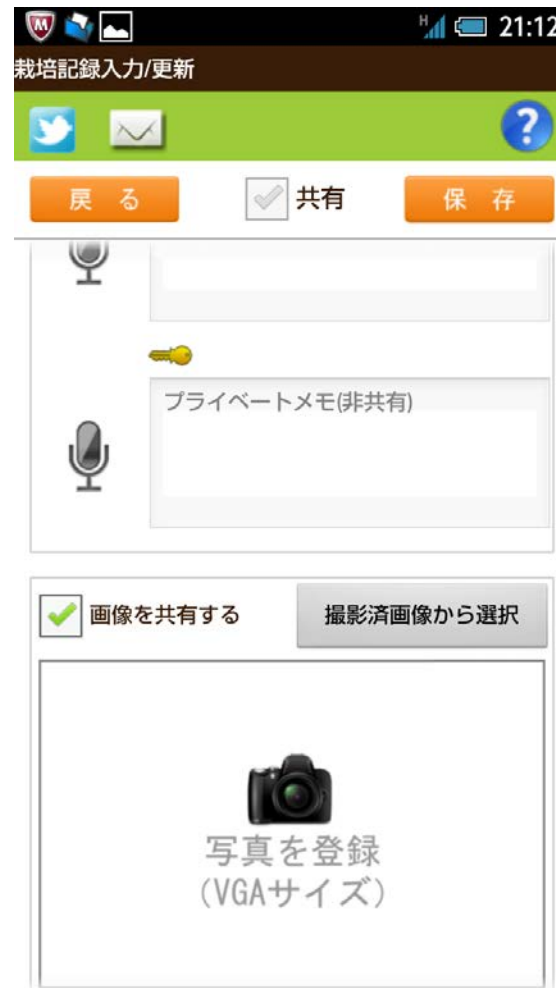 H 21:12
栽培記録入力/更新
?
戻 る 共有 保 存
プライベートメモ(非共有)
画像を共有する 撮影済画像から選択
写真を登録
(VGAサイズ)